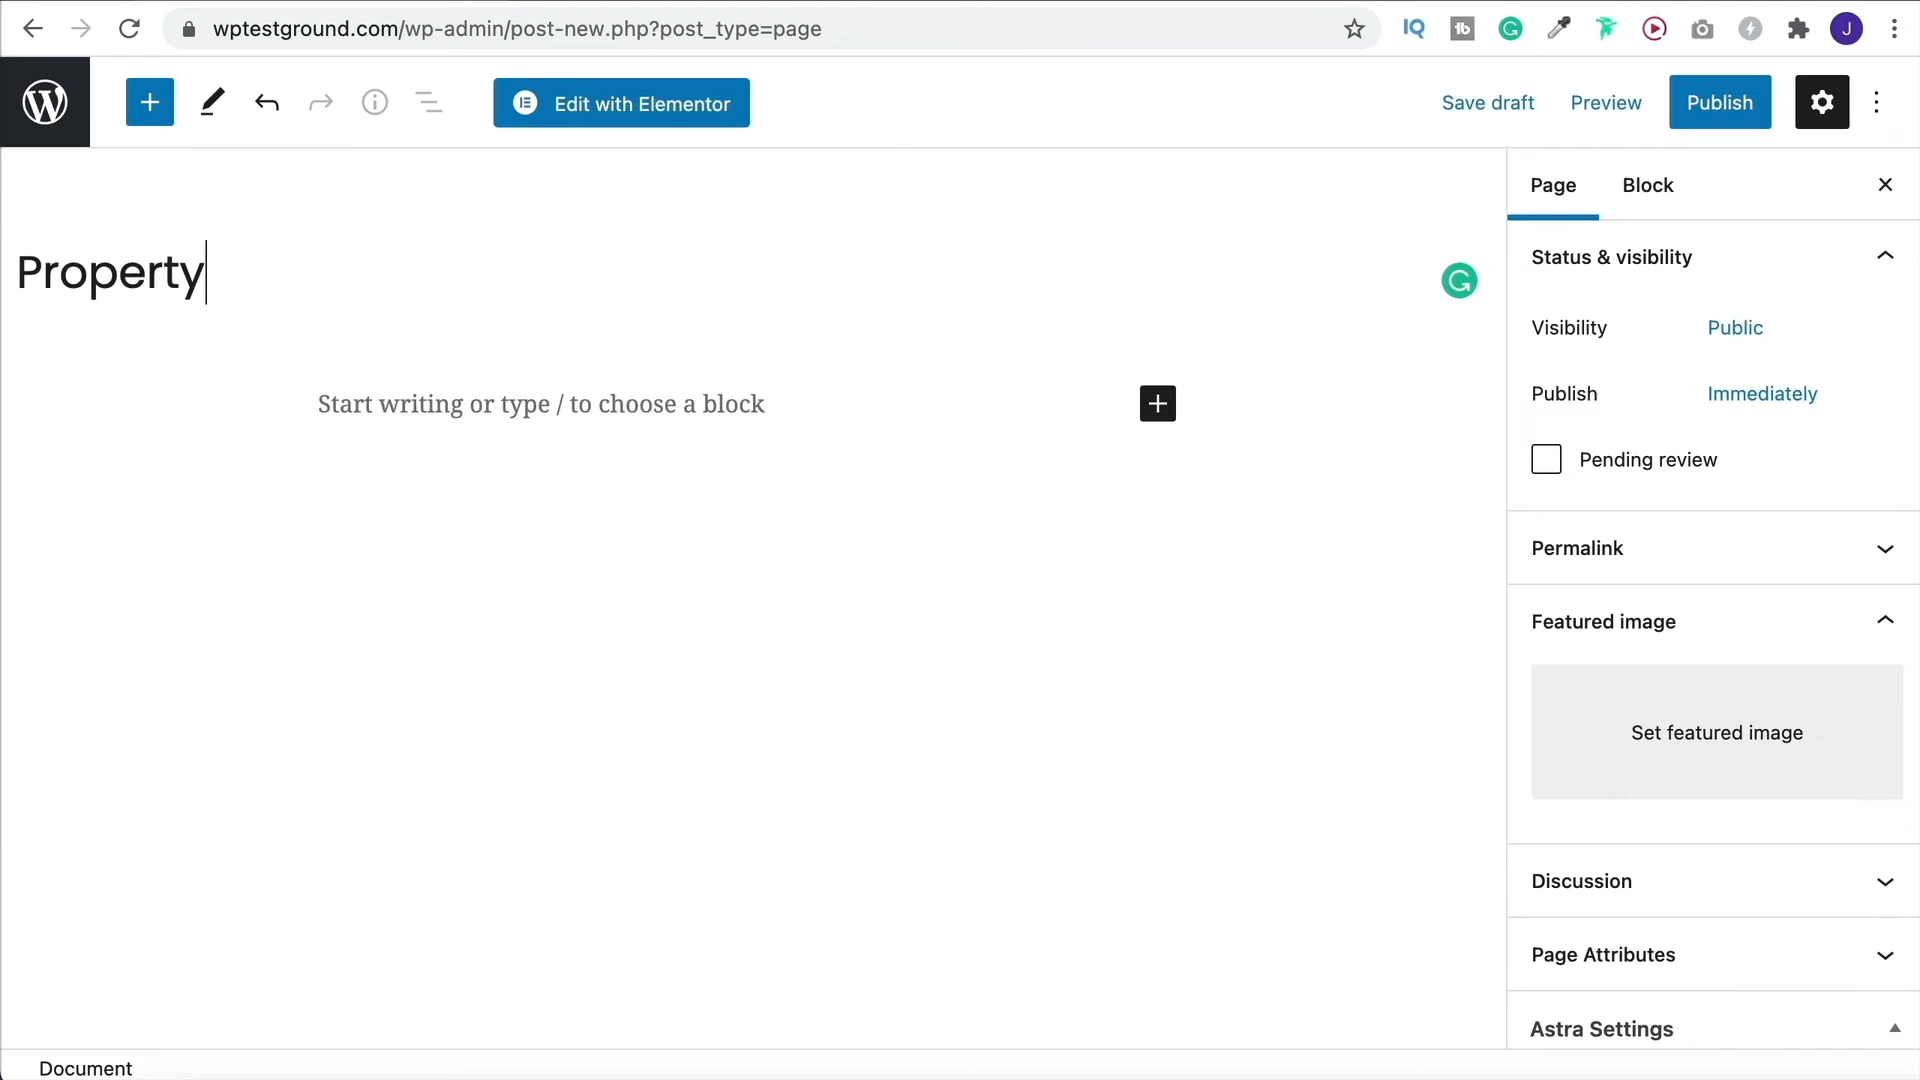 wptestground.com/wp-admin/post-new.php?post_type=page
IQ
tb
G
J
W
Edit with Elementor
Save draft
Preview
Publish
Page
Block
Property
G
Status & visibility
Visibility
Public
Start writing or type / to choose a block
Publish
Immediately
Pending review
Permalink
Featured image
Set featured image
Discussion
Page Attributes
Astra Settings
Document